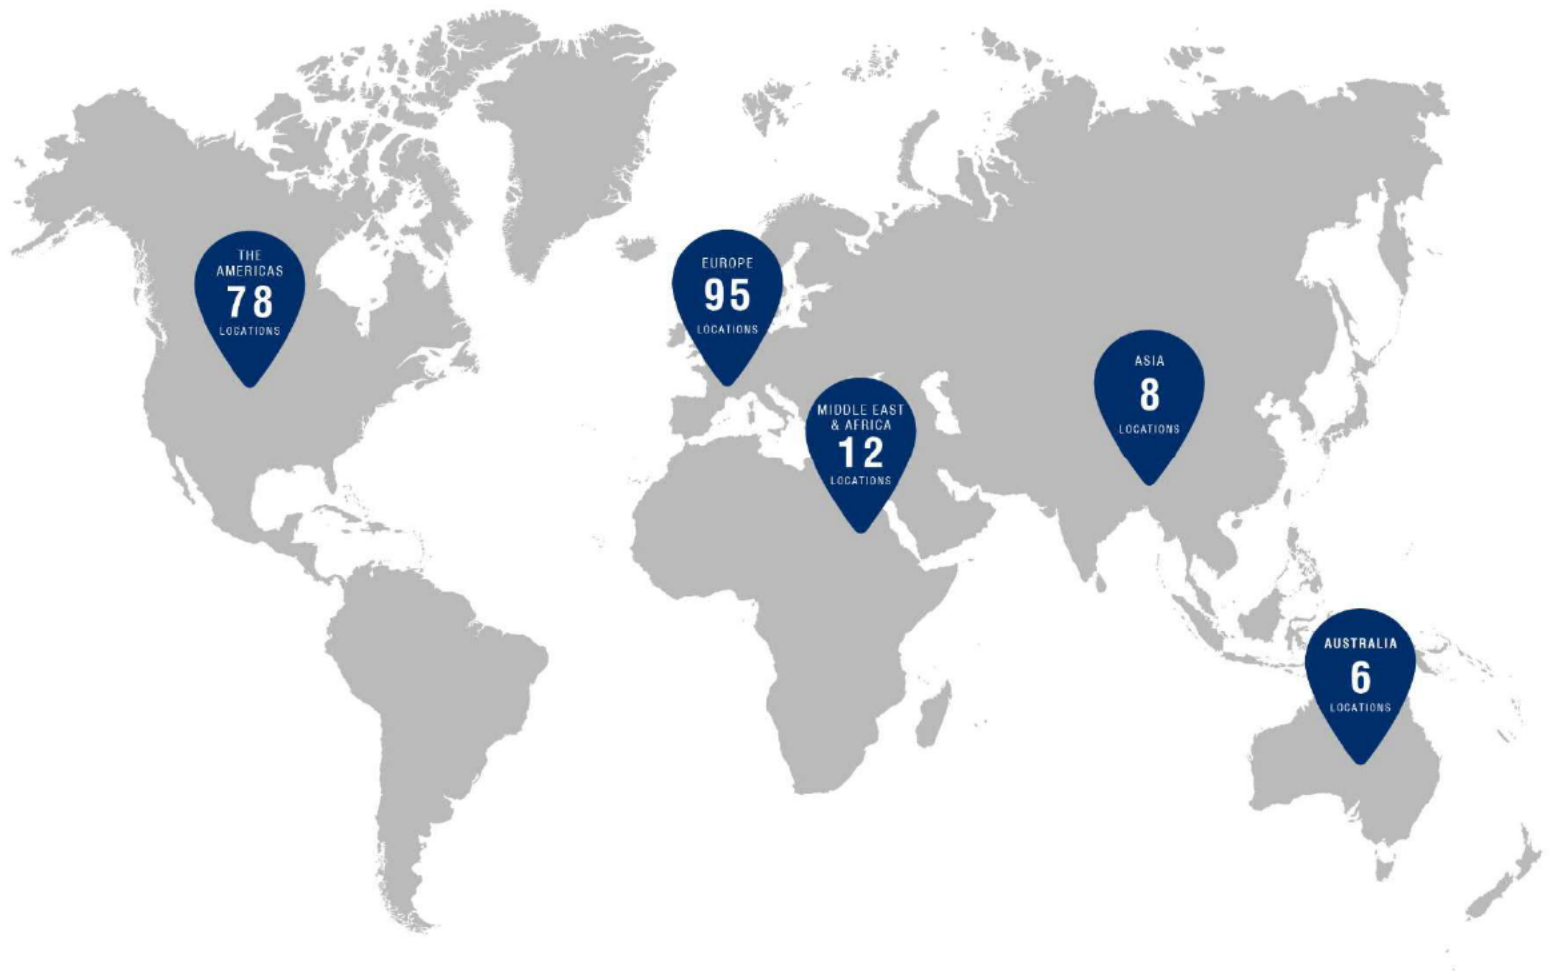 THE
AMERICAS
78
LOCATIONS
EUROPE
95
LOCATIONS
MIDDLE EAST
& AFRICA
12
LOCATIONS
ASIA
8
LOCATIONS
AUSTRALIA
6
LOCATIONS